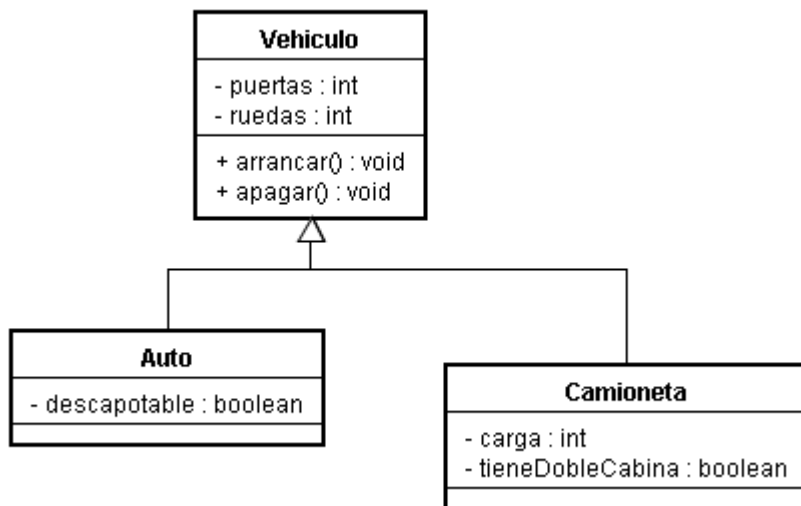 Vehiculo
- puertas : int
- ruedas : int
+ arrancar() : void
+ apagar() : void
Auto
- descapotable : boolean
Camioneta
- carga : int
- tieneDobleCabina : boolean